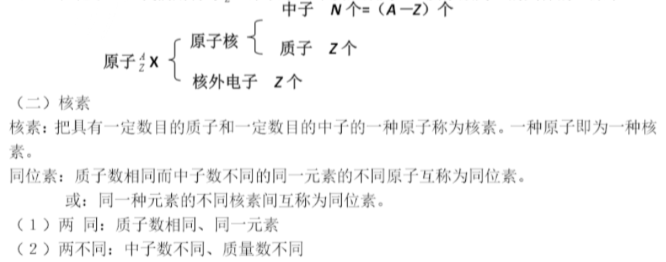 中子 N个=（A－Z）个
原子核
质子 Z个
原子 A Z X
核外电子 Z个
（二）核素
核素：把具有一定数目的质子和一定数目的中子的一种原子称为核素。一种原子即为一种核
素。
同位素：质子数相同而中子数不同的同一元素的不同原子互称为同位素。
或：同一种元素的不同核素间互称为同位素。
（1）两 同：质子数相同、同一元素
（2）两不同：中子数不同、质量数不同